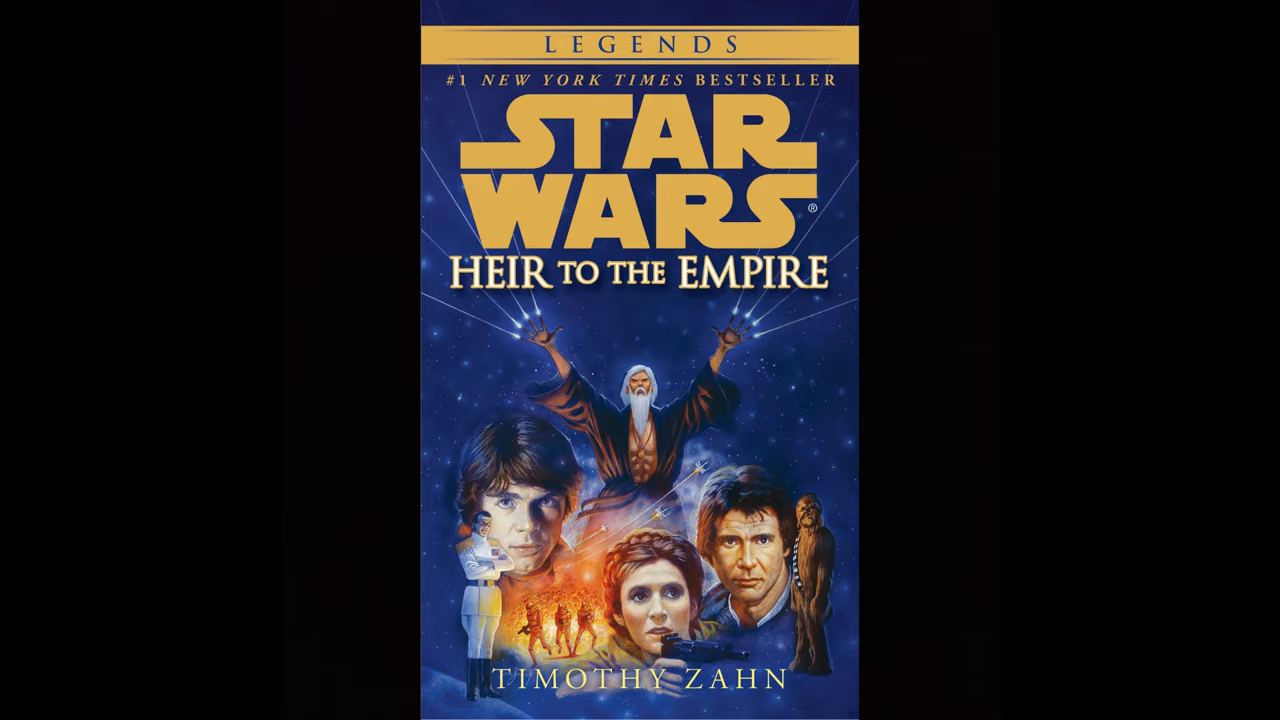 LEGENDS
#1 NEW YORK TIMES BESTSELLER
STAR
WARS®
HEIR TO THE EMPIRE
TIMOTHY ZAHN